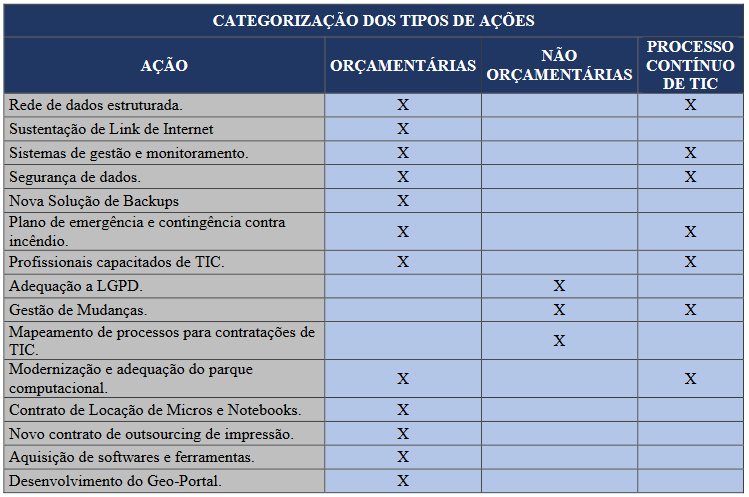 CATEGORIZAÇÃO DOS TIPOS DE AÇÕES
AÇÃO ORÇAMENTÁRIAS NÃO ORÇAMENTÁRIAS PROCESSO CONTÍNUO DE TIC
Rede de dados estruturada. X X
Sustentação de Link de Internet X
Sistemas de gestão e monitoramento. X X
Segurança de dados. X X
Nova Solução de Backups X
Plano de emergência e contingência contra
incêndio. X X
Profissionais capacitados de TIC. X X
Adequação a LGPD. X
Gestão de Mudanças. X X
Mapeamento de processos para contratações de
TIC. X
Modernização e adequação do parque
computacional. X X
Contrato de Locação de Micros e Notebooks. X
Novo contrato de outsourcing de impressão. X
Aquisição de softwares e ferramentas. X
Desenvolvimento do Geo-Portal. X